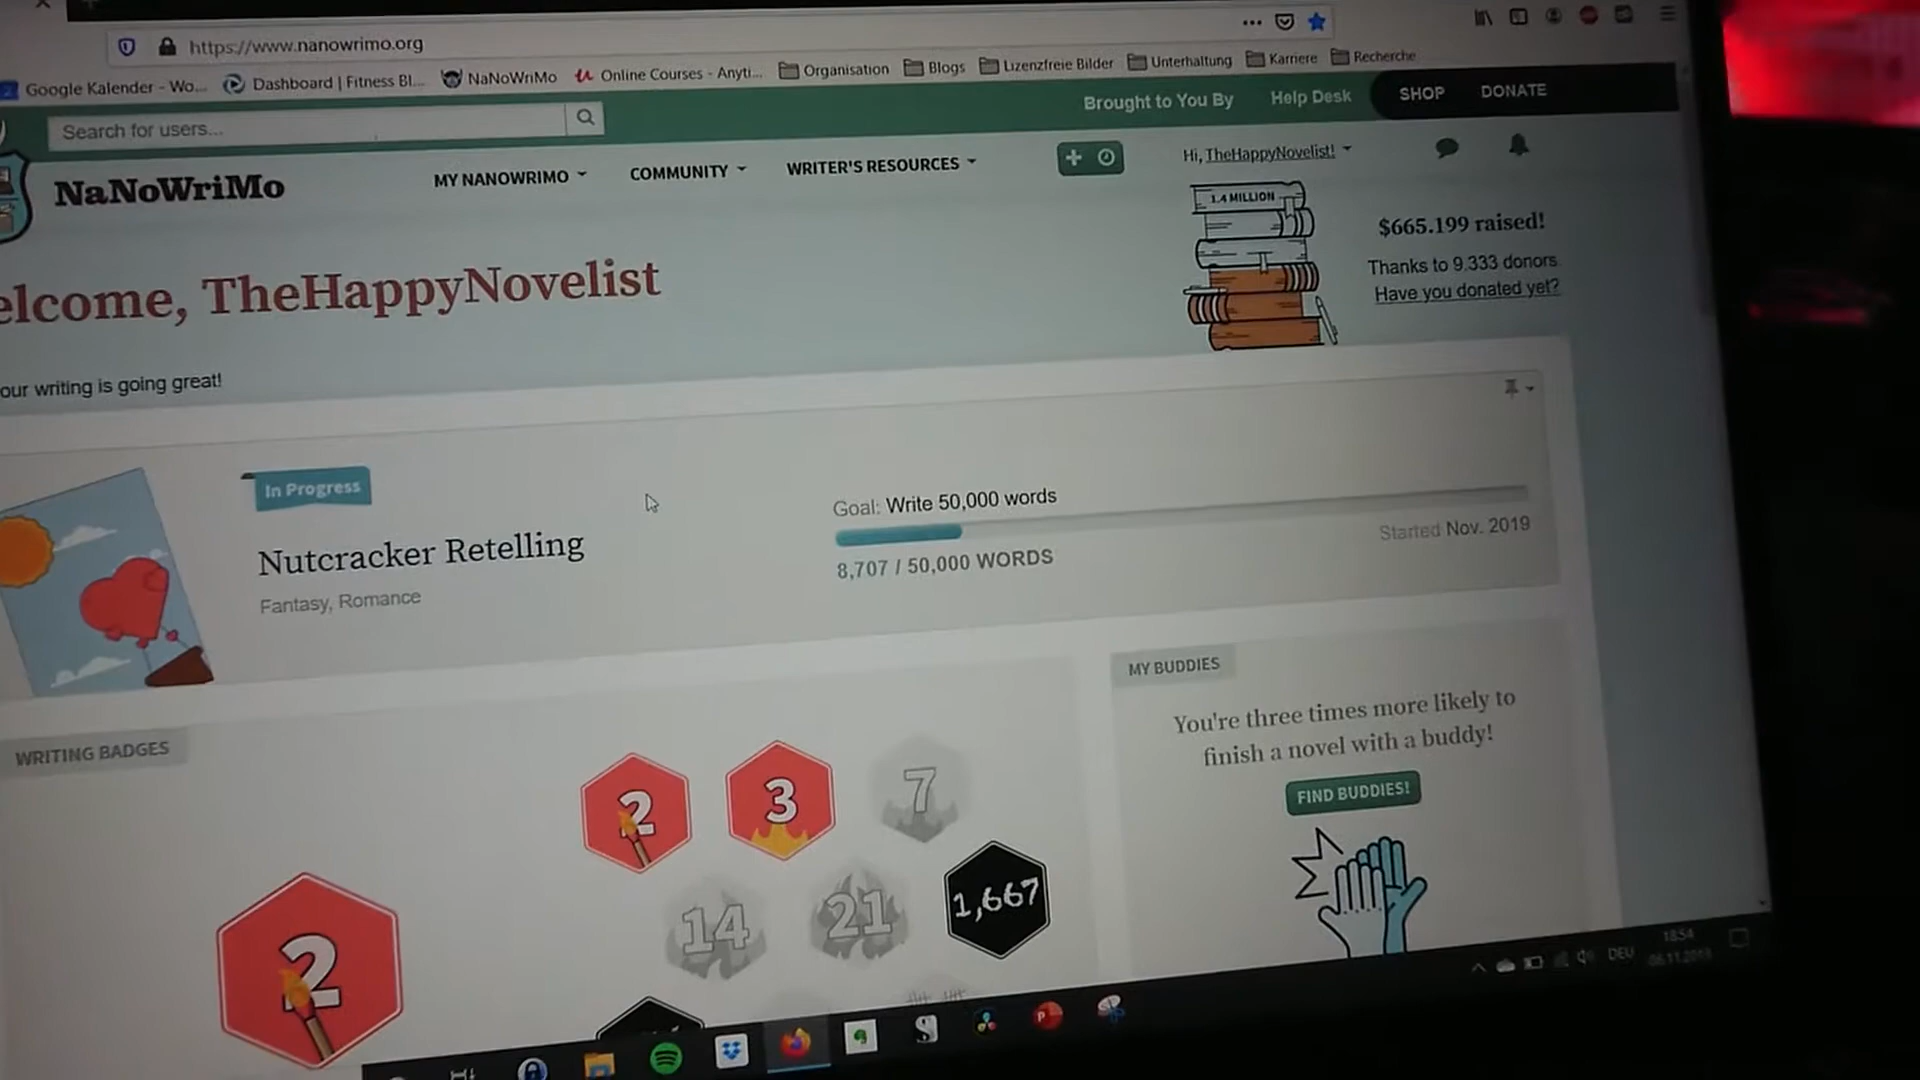 https://www.nanowrimo.org
Google Kalender - Wo...
Dashboard | Fitness Bl...
NaNoWriMo
Online Courses - Anyti...
Organisation
Blogs
Lizenzfreie Bilder
Unterhaltung
Karriere
Recherche
Search for users...
Brought to You By
Help Desk
SHOP
DONATE
NaNoWriMo
MY NANOWRIMO
COMMUNITY
WRITER'S RESOURCES
Hi, TheHappyNovelist!
1.4 MILLION
$665.199 raised!
Thanks to 9.333 donors
Have you donated yet?
elcome, TheHappyNovelist
our writing is going great!
In Progress
Nutcracker Retelling
Fantasy, Romance
Goal: Write 50,000 words
8,707 / 50,000 WORDS
Started Nov. 2019
WRITING BADGES
2
3
7
14
21
1,667
2
MY BUDDIES
You're three times more likely to
finish a novel with a buddy!
FIND BUDDIES!
DEU
18:54